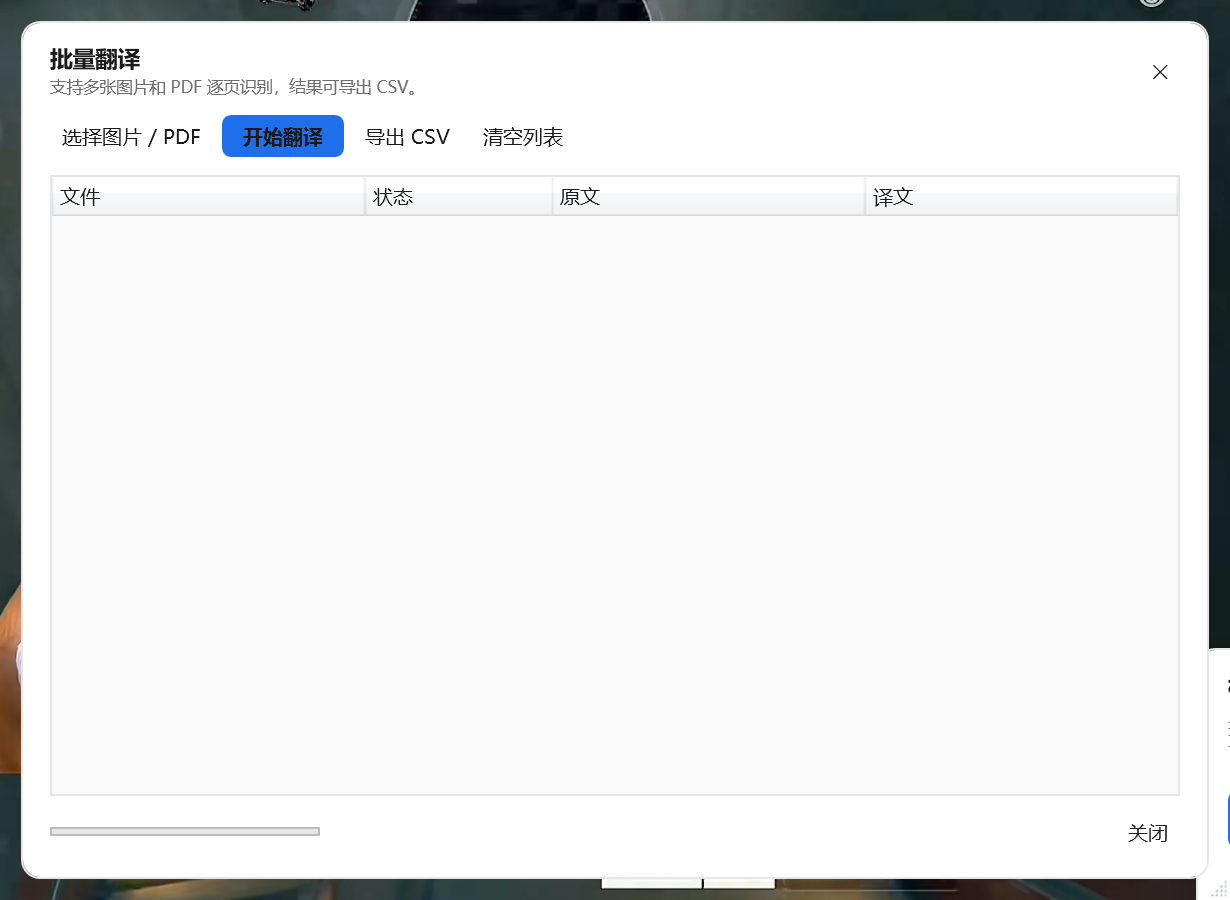 批量翻译
支持多张图片和 PDF 逐页识别，结果可导出 CSV。
选择图片 / PDF 开始翻译 导出 CSV 清空列表
文件 状态 原文 译文
关闭